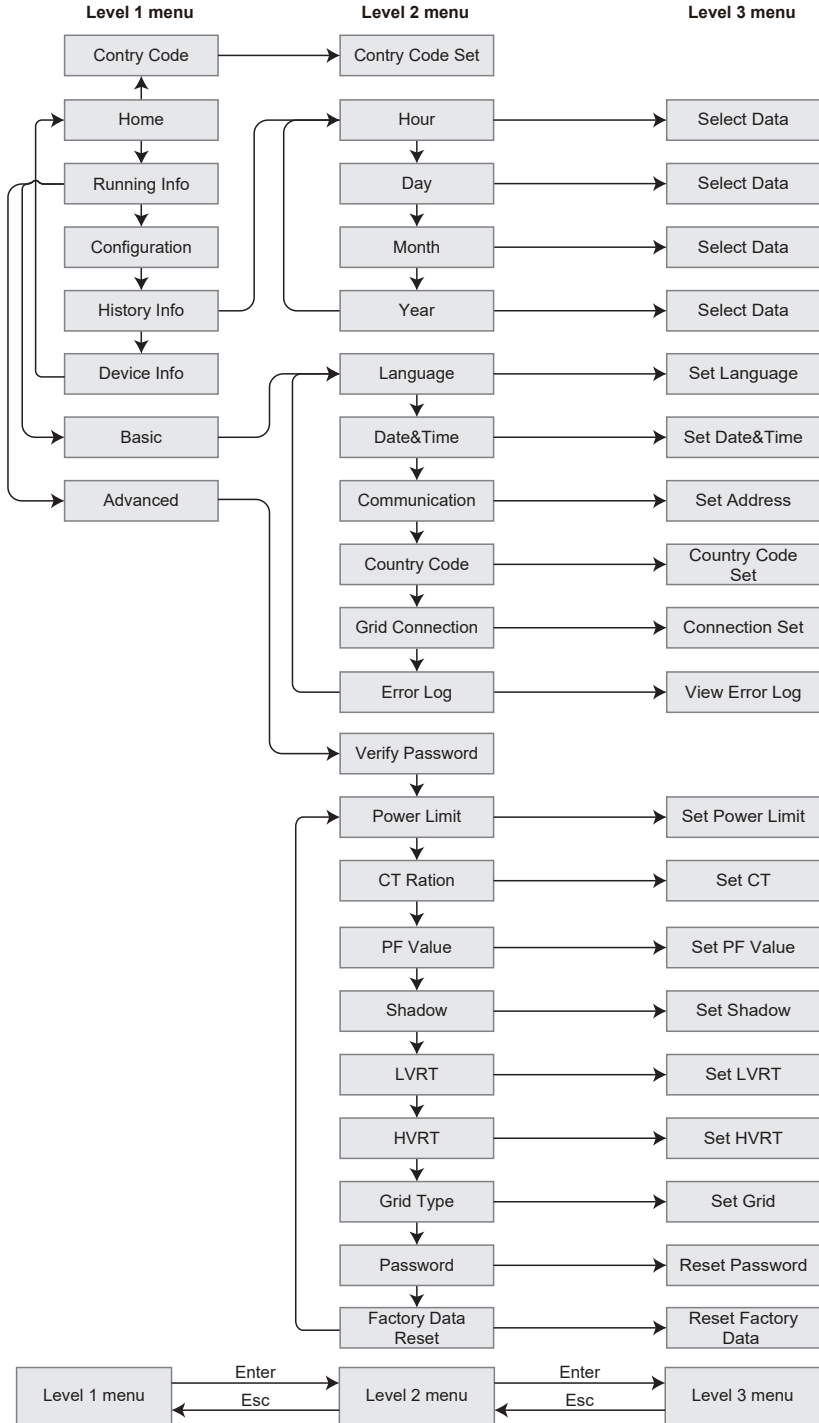 Level 1 menu Level 2 menu Level 3 menu
Contry Code Contry Code Set
Home Hour Select Data
Running Info Day Select Data
Configuration Month Select Data
History Info Year Select Data
Device Info Language Set Language
Basic Date&Time Set Date&Time
Advanced Communication Set Address
Country Code Country Code
Set
Grid Connection Connection Set
Error Log View Error Log
Verify Password
Power Limit Set Power Limit
CT Ration Set CT
PF Value Set PF Value
Shadow Set Shadow
LVRT Set LVRT
HVRT Set HVRT
Grid Type Set Grid
Password Reset Password
Factory Data Reset Factory
Reset Data
Enter Enter
Level 1 menu Level 2 menu Level 3 menu
Esc Esc